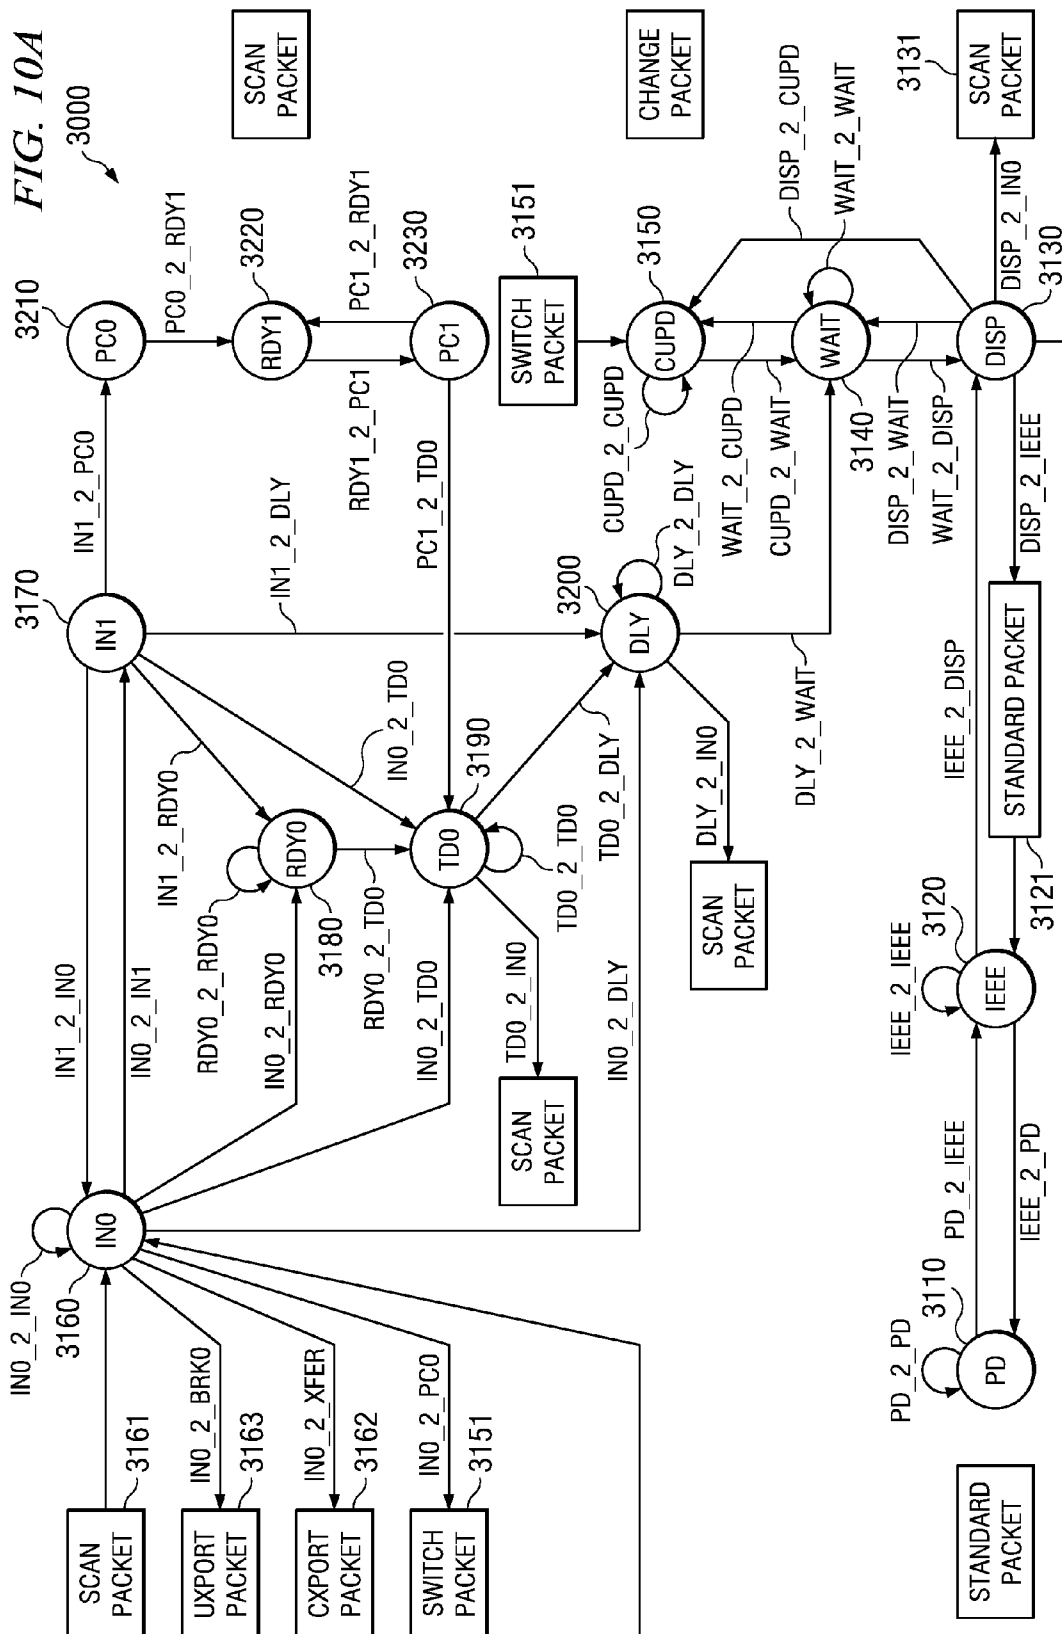 FIG. 10A
3000
SCAN
PACKET
3161
UXPORT
PACKET
3163
CXPORT
PACKET
3162
SWITCH
PACKET
3151
IN0_2_BRK0
IN0_2_XFER
IN0_2_PC0
IN0_2_IN0
3160
IN0
IN1_2_IN0
IN0_2_IN1
IN1
3170
IN1_2_PC0
PC0
3210
PC0_2_RDY1
RDY1
3220
SCAN
PACKET
RDY1_2_PC1
PC1_2_RDY1
PC1
3230
PC1_2_TD0
IN1_2_DLY
IN1_2_RDY0
IN0_2_TD0
RDY0_2_RDY0
RDY0
3180
IN0_2_RDY0
RDY0_2_TD0
IN0_2_TD0
TD0
3190
TD0_2_TD0
TD0_2_IN0
SCAN
PACKET
TD0_2_DLY
IN0_2_DLY
DLY
3200
DLY_2_DLY
DLY_2_IN0
SCAN
PACKET
DLY_2_WAIT
SWITCH
PACKET
3151
CUPD_2_CUPD
CUPD
3150
CHANGE
PACKET
WAIT_2_CUPD
CUPD_2_WAIT
WAIT
3140
DISP_2_CUPD
WAIT_2_WAIT
DISP_2_WAIT
WAIT_2_DISP
DISP
3130
DISP_2_IN0
SCAN
PACKET
3131
STANDARD
PACKET
PD_2_PD
PD
3110
PD_2_IEEE
IEEE_2_PD
IEEE_2_IEEE
IEEE
3120
IEEE_2_DISP
STANDARD PACKET
3121
DISP_2_IEEE